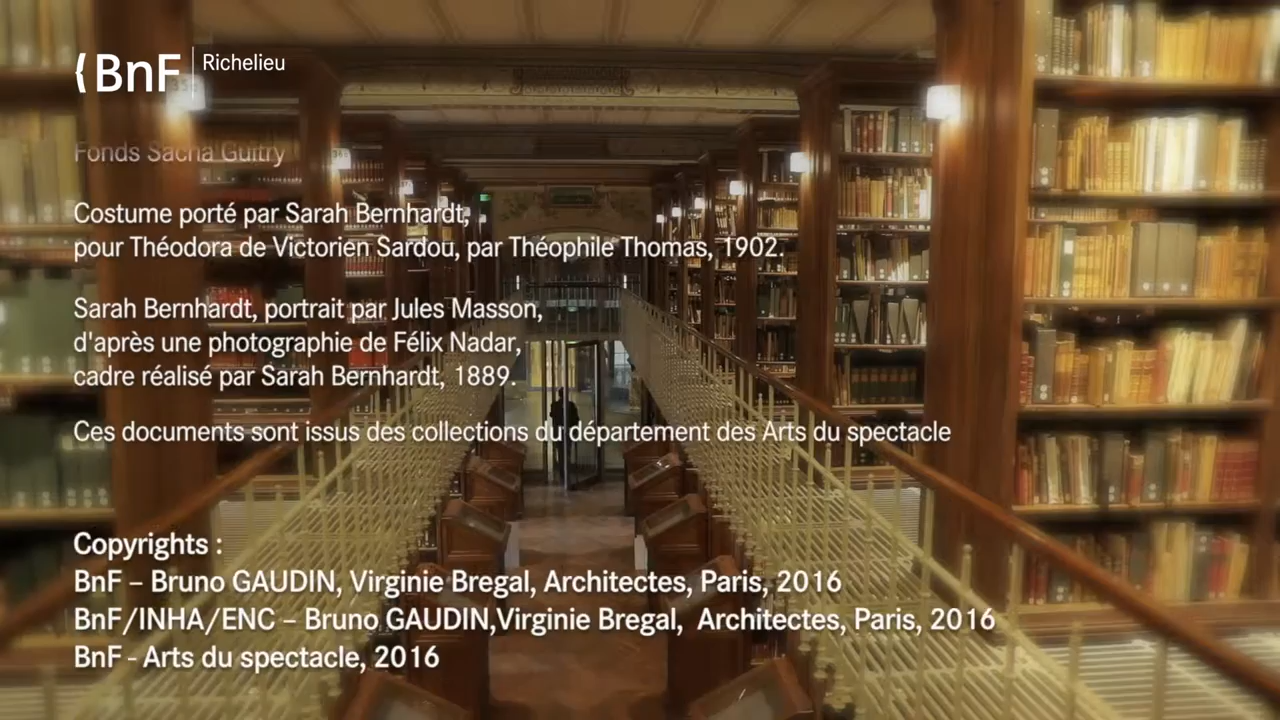 BnF Richelieu
Fonds Sacha Guitry
Costume porté par Sarah Bernhardt,
pour Théodora de Victorien Sardou, par Théophile Thomas, 1902.
Sarah Bernhardt, portrait par Jules Masson,
d'après une photographie de Félix Nadar,
cadre réalisé par Sarah Bernhardt, 1889.
Ces documents sont issus des collections du département des Arts du spectacle
Copyrights :
BnF – Bruno GAUDIN, Virginie Bregal, Architectes, Paris, 2016
BnF/INHA/ENC – Bruno GAUDIN,Virginie Bregal, Architectes, Paris, 2016
BnF - Arts du spectacle, 2016